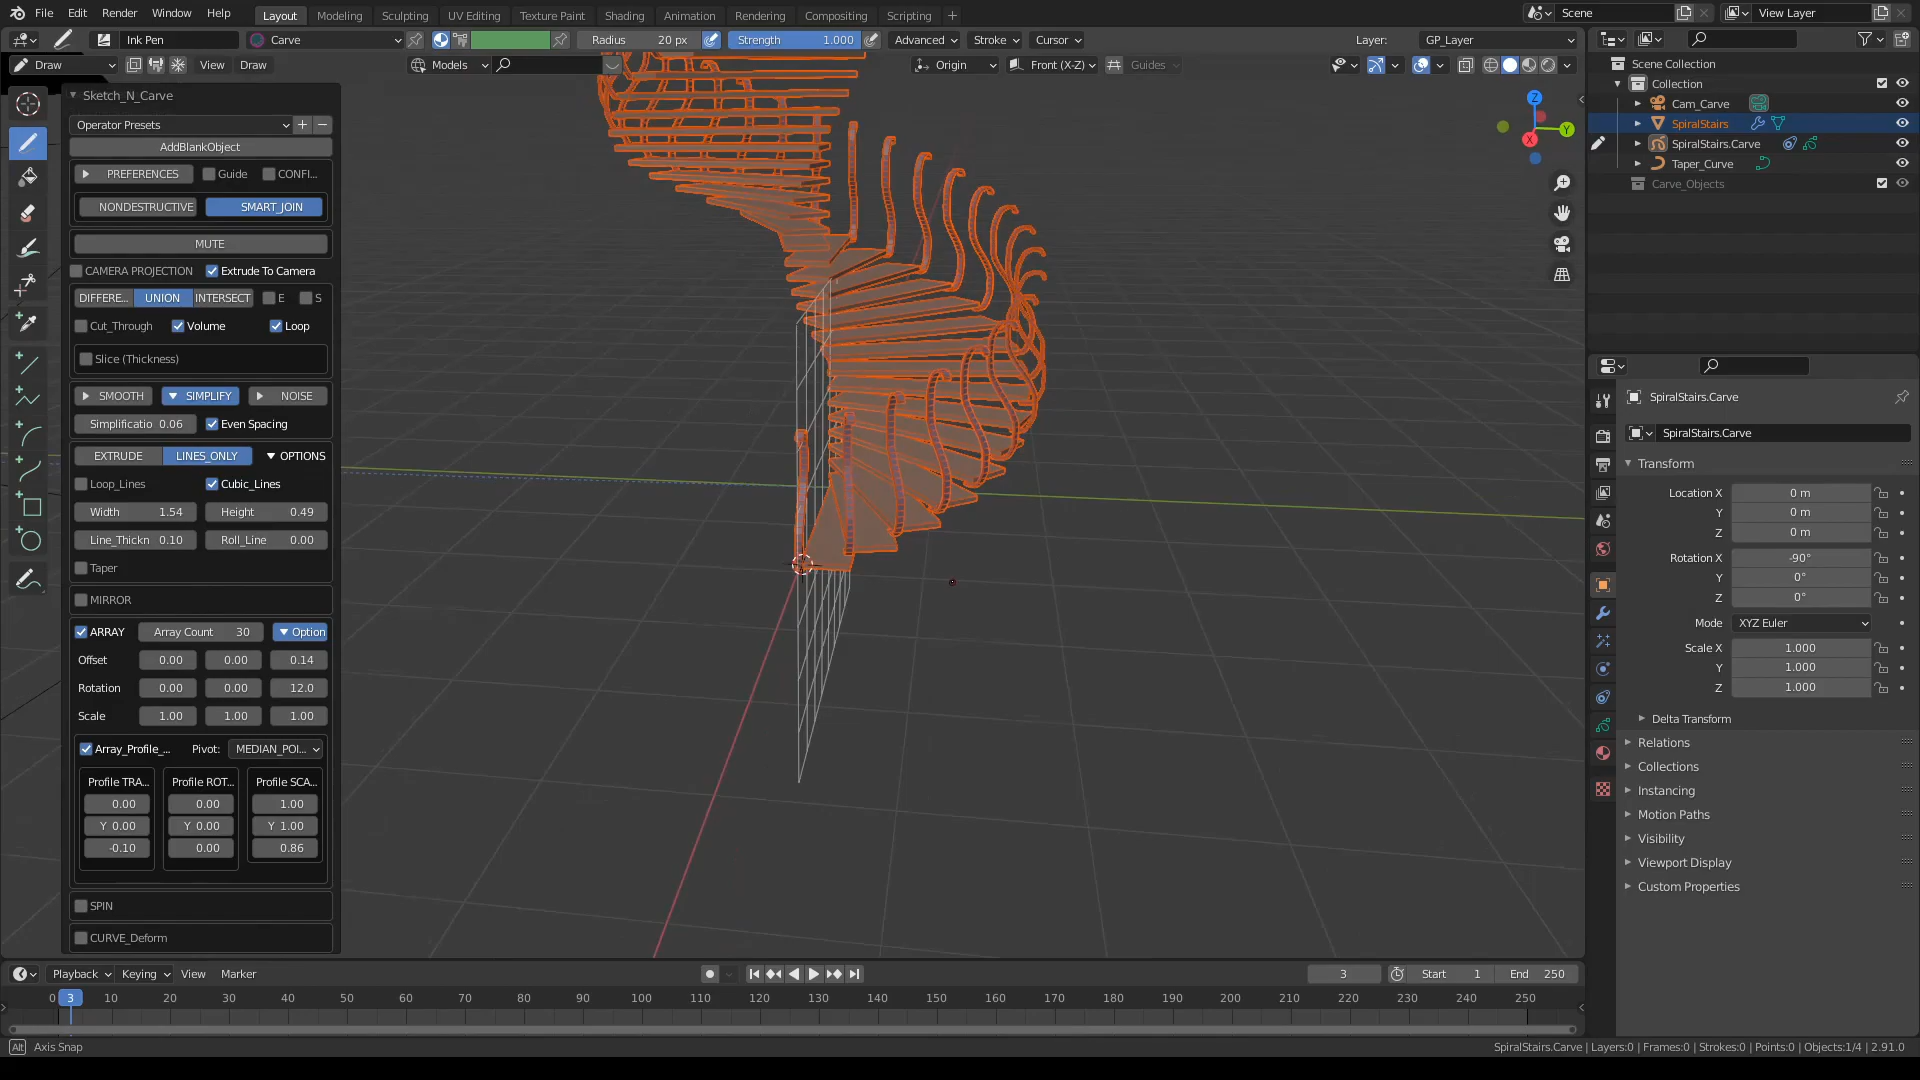 File Edit Render Window Help
Layout Modeling Sculpting UV Editing Texture Paint Shading Animation Rendering Compositing Scripting +
Scene View Layer
Ink Pen Carve Radius 20 px Strength 1.000 Advanced Stroke Cursor Layer: GP_Layer
Draw View Draw Models Origin Front (X-Z) Guides
Sketch_N_Carve
Operator Presets
AddBlankObject
PREFERENCES Guide CONFI...
NONDESTRUCTIVE SMART_JOIN
MUTE
CAMERA PROJECTION Extrude To Camera
DIFFERE... UNION INTERSECT E S
Cut_Through Volume Loop
Slice (Thickness)
SMOOTH SIMPLIFY NOISE
Simplificatio 0.06 Even Spacing
EXTRUDE LINES_ONLY OPTIONS
Loop_Lines Cubic_Lines
Width 1.54 Height 0.49
Line_Thickn 0.10 Roll_Line 0.00
Taper
MIRROR
ARRAY Array Count 30 Option
Offset 0.00 0.00 0.14
Rotation 0.00 0.00 12.0
Scale 1.00 1.00 1.00
Array_Profile_... Pivot: MEDIAN_POI...
Profile TRA... Profile ROT... Profile SCA...
0.00 0.00 1.00
Y 0.00 Y 0.00 Y 1.00
-0.10 0.00 0.86
SPIN
CURVE_Deform
Z
Y
X
Scene Collection
Collection
Cam_Carve
SpiralStairs
SpiralStairs.Carve
Taper_Curve
Carve_Objects
SpiralStairs.Carve
SpiralStairs.Carve
Transform
Location X 0 m
Y 0 m
Z 0 m
Rotation X -90°
Y 0°
Z 0°
Mode XYZ Euler
Scale X 1.000
Y 1.000
Z 1.000
Delta Transform
Relations
Collections
Instancing
Motion Paths
Visibility
Viewport Display
Custom Properties
Playback Keying View Marker 3 Start 1 End 250
0 3 10 20 30 40 50 60 70 80 90 100 110 120 130 140 150 160 170 180 190 200 210 220 230 240 250
Alt Axis Snap
SpiralStairs.Carve | Layers:0 | Frames:0 | Strokes:0 | Points:0 | Objects:1/4 | 2.91.0